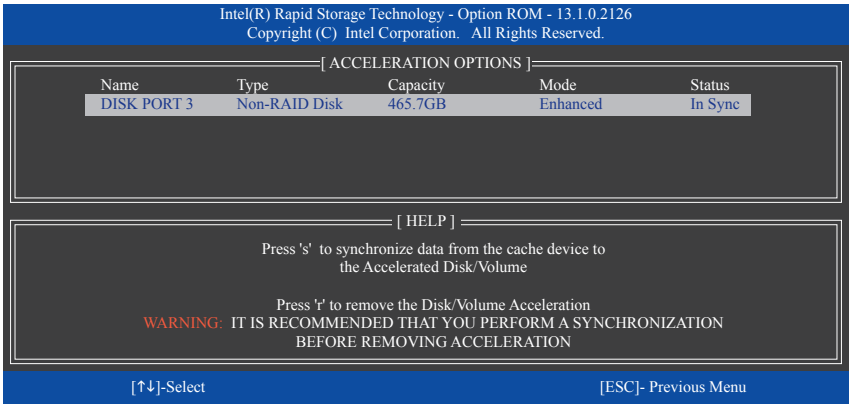 Intel(R) Rapid Storage Technology - Option ROM - 13.1.0.2126
Copyright (C) Intel Corporation. All Rights Reserved.
[ ACCELERATION OPTIONS ]
Name Type Capacity Mode Status
DISK PORT 3 Non-RAID Disk 465.7GB Enhanced In Sync
[ HELP ]
Press 's' to synchronize data from the cache device to
the Accelerated Disk/Volume
Press 'r' to remove the Disk/Volume Acceleration
WARNING: IT IS RECOMMENDED THAT YOU PERFORM A SYNCHRONIZATION
BEFORE REMOVING ACCELERATION
[↑↓]-Select [ESC]- Previous Menu